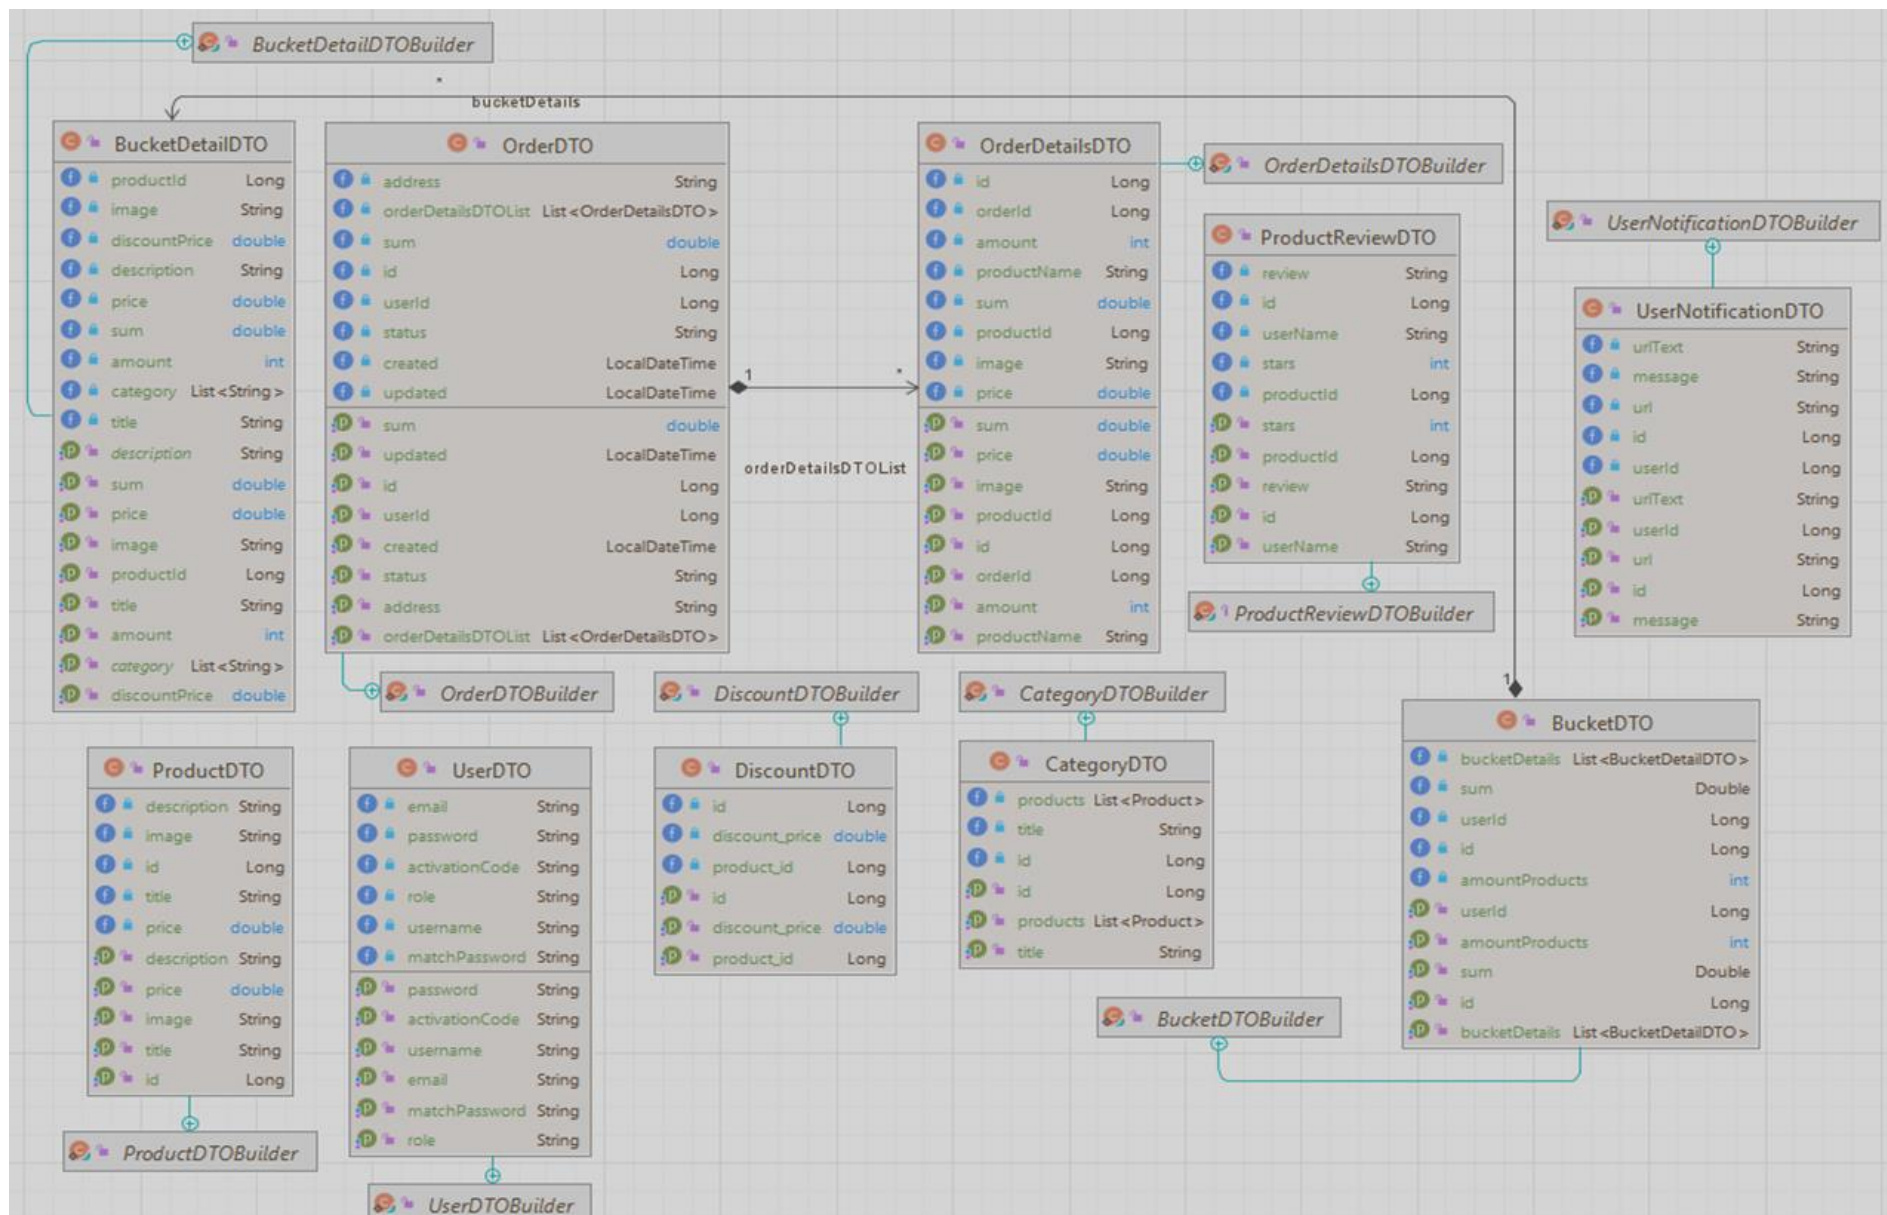 BucketDetailDTOBuilder
*
bucketDetails
BucketDetailDTO
productId Long
image String
discountPrice double
description String
price double
sum double
amount int
category List<String>
title String
description String
sum double
price double
image String
productId Long
title String
amount int
category List<String>
discountPrice double
OrderDTO
address String
orderDetailsDTOList List<OrderDetailsDTO>
sum double
id Long
userId Long
status String
created LocalDateTime
updated LocalDateTime
sum double
updated LocalDateTime
id Long
userId Long
created LocalDateTime
status String
address String
orderDetailsDTOList List<OrderDetailsDTO>
1
*
orderDetailsDTOList
OrderDetailsDTO
id Long
orderId Long
amount int
productName String
sum double
productId Long
image String
price double
sum double
price double
image String
productId Long
id Long
orderId Long
amount int
productName String
OrderDetailsDTOBuilder
ProductReviewDTO
review String
id Long
userName String
stars int
productId Long
stars int
productId Long
review String
id Long
userName String
ProductReviewDTOBuilder
UserNotificationDTOBuilder
UserNotificationDTO
urlText String
message String
url String
id Long
userId Long
urlText String
userId Long
url String
id Long
message String
OrderDTOBuilder
DiscountDTOBuilder
CategoryDTOBuilder
1
ProductDTO
description String
image String
id Long
title String
price double
description String
price double
image String
title String
id Long
ProductDTOBuilder
UserDTO
email String
password String
activationCode String
role String
username String
matchPassword String
password String
activationCode String
username String
email String
matchPassword String
role String
UserDTOBuilder
DiscountDTO
id Long
discount_price double
product_id Long
id Long
discount_price double
product_id Long
CategoryDTO
products List<Product>
title String
id Long
id Long
products List<Product>
title String
BucketDTO
bucketDetails List<BucketDetailDTO>
sum Double
userId Long
id Long
amountProducts int
userId Long
amountProducts int
sum Double
id Long
bucketDetails List<BucketDetailDTO>
BucketDTOBuilder